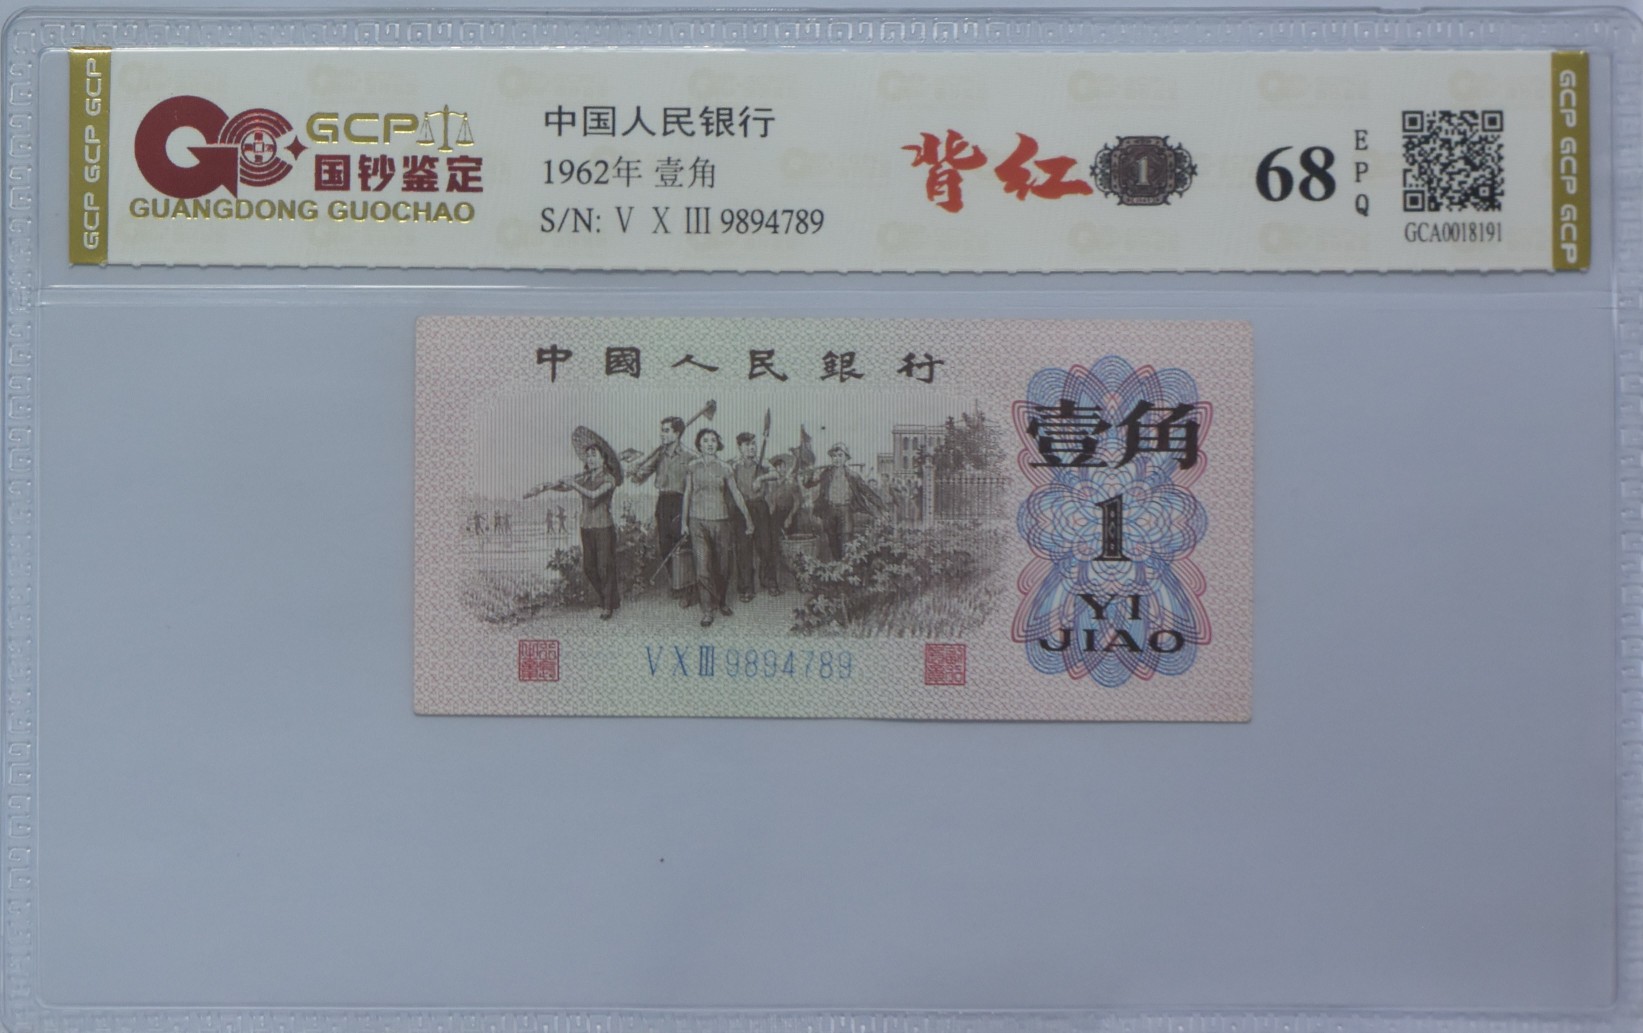 GCP GCP GCP
GCP
国钞鉴定
GUANGDONG GUOCHAO
中国人民银行
1962年 壹角
S/N: Ⅴ Ⅹ Ⅲ 9894789
背红
1
68
EPQ
GCA0018191
GCP GCP GCP
中國人民銀行
壹角
1
YI
JIAO
Ⅴ Ⅹ Ⅲ 9894789